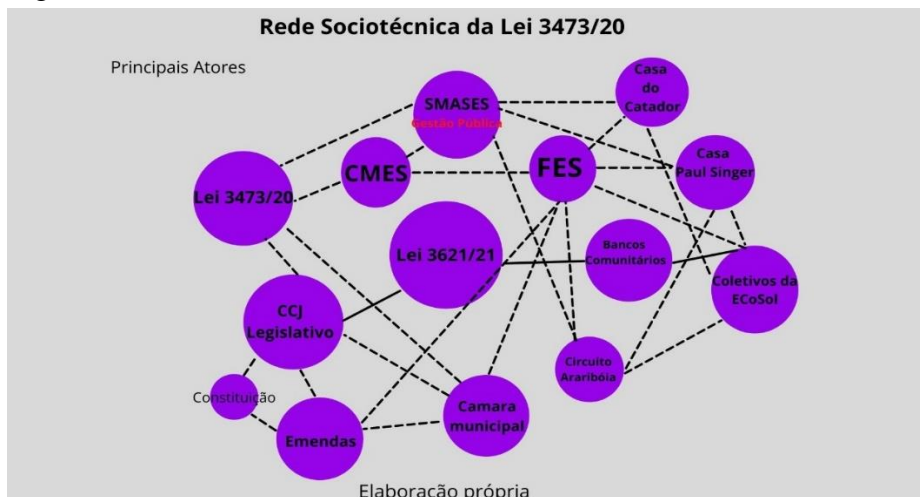 Rede Sociotécnica da Lei 3473/20
Principais Atores
Casa
do
Catador
SMASES
Gestão Pública
CMES
FES
Casa
Paul Singer
Lei 3473/20
Lei 3621/21
Bancos
Comunitários
Coletivos da
ECoSol
CCJ
Legislativo
Circuito
Araribóia
Constituição
Camara
municipal
Emendas
Elaboração própria